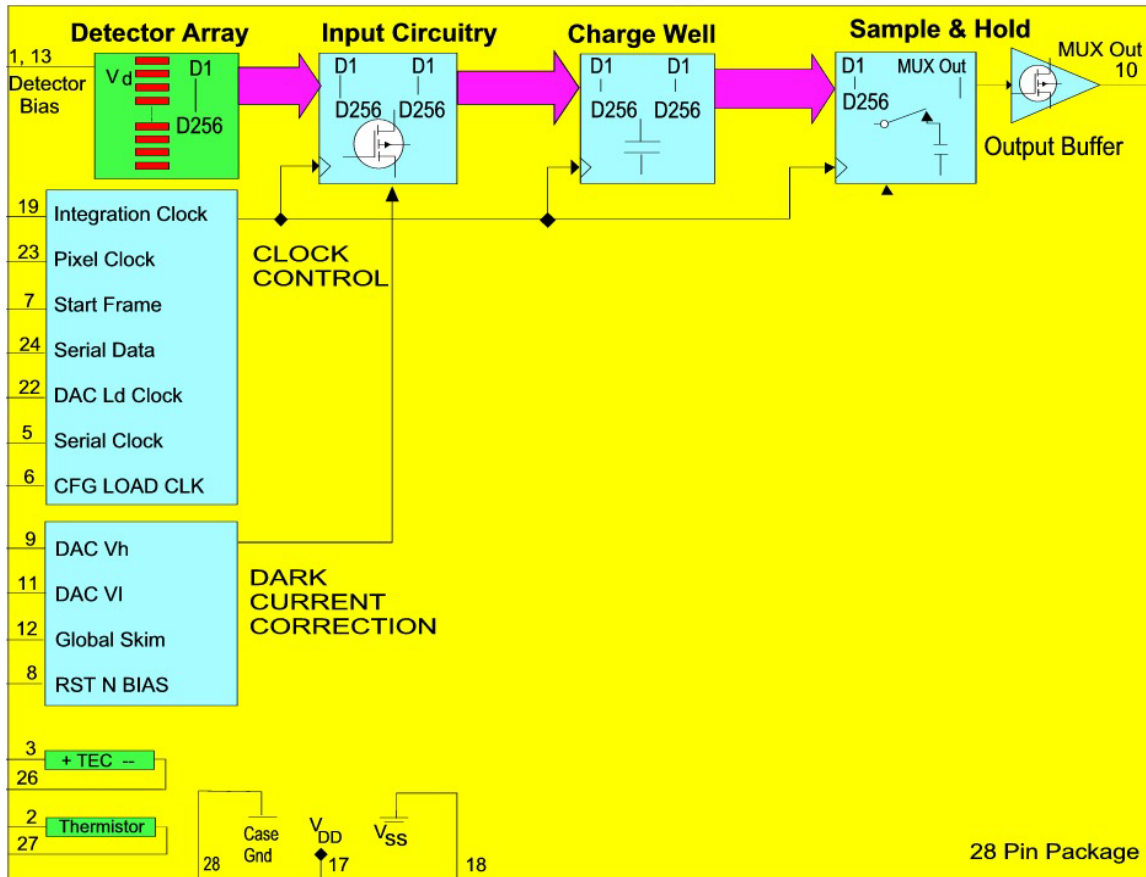 Detector Array
Input Circuitry
Charge Well
Sample & Hold
MUX Out
10
1, 13
Detector
Bias
Vd
D1
D256
D1
D1
D256
D256
D1
D1
D256
D256
D1
MUX Out
D256
Output Buffer
19
Integration Clock
23
Pixel Clock
7
Start Frame
24
Serial Data
22
DAC Ld Clock
5
Serial Clock
6
CFG LOAD CLK
CLOCK
CONTROL
9
DAC Vh
11
DAC Vl
12
Global Skim
8
RST N BIAS
DARK
CURRENT
CORRECTION
3
+ TEC --
26
2
Thermistor
27
Case
Gnd
28
VDD
17
VSS
18
28 Pin Package